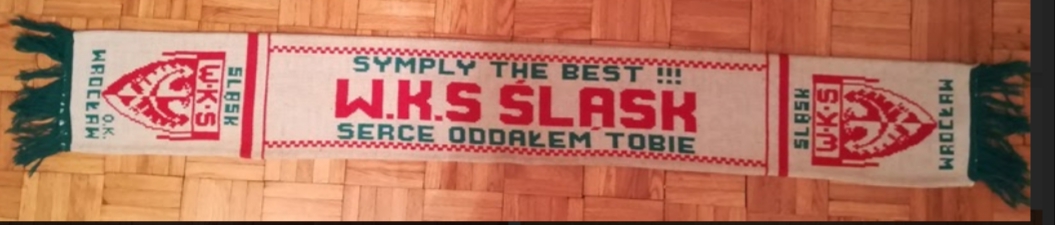 WROCŁAW
O.K.
W.K.S
ŚLĄSK
SYMPLY THE BEST !!!
W.K.S ŚLĄSK
SERCE ODDAŁEM TOBIE
ŚLĄSK
W.K.S
WROCŁAW